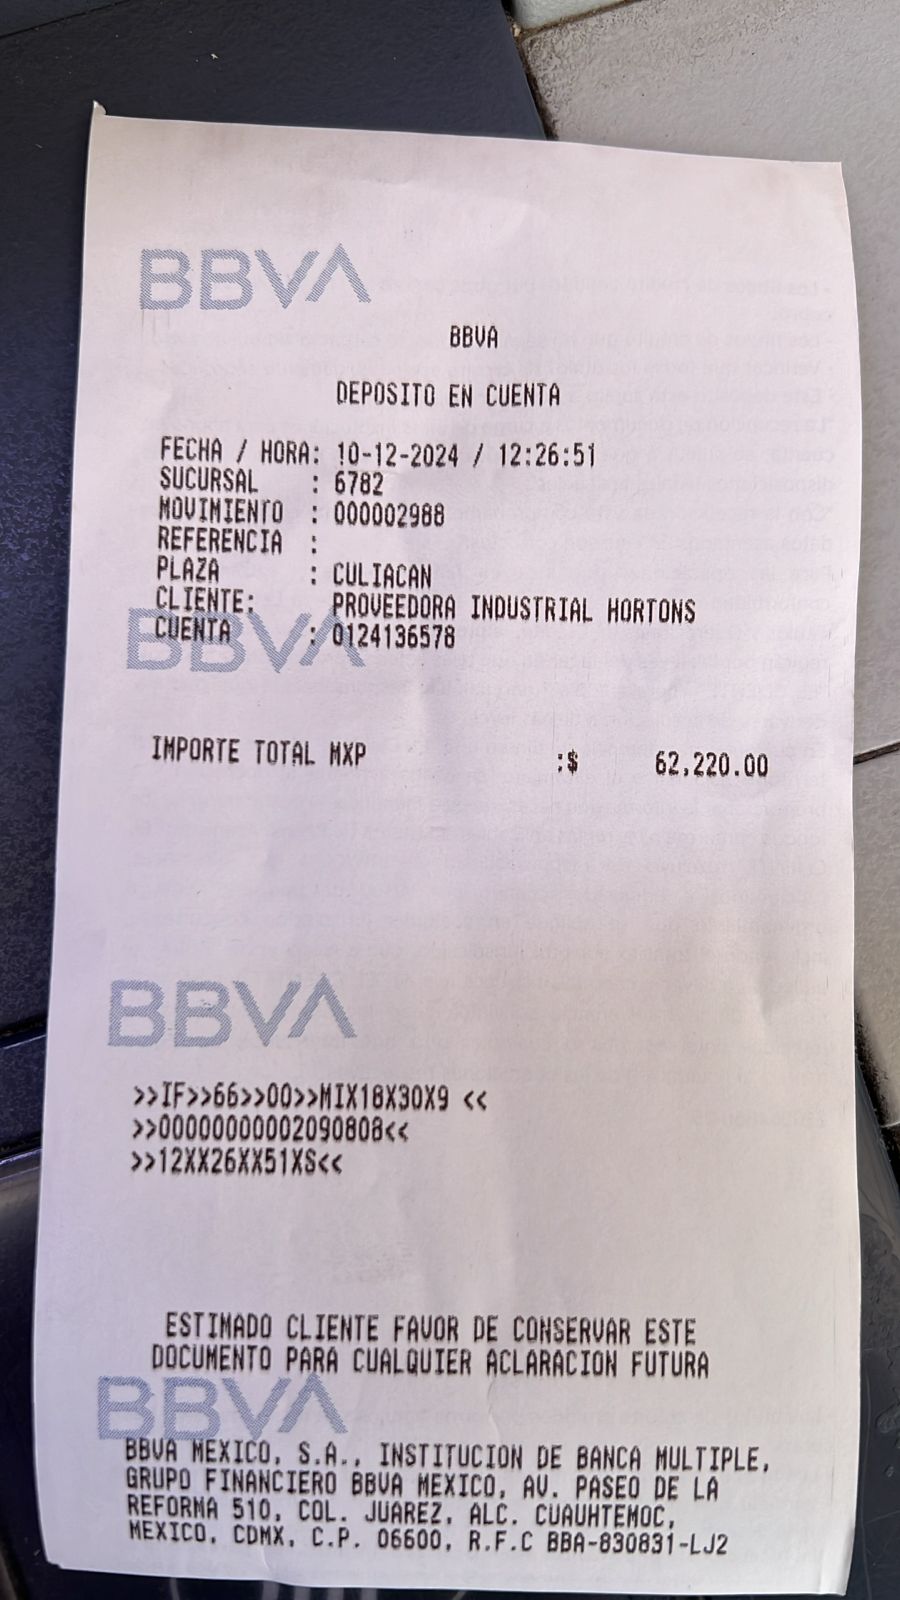 BBVA
BBVA
DEPOSITO EN CUENTA
FECHA / HORA: 10-12-2024 / 12:26:51
SUCURSAL : 6782
MOVIMIENTO : 000002988
REFERENCIA :
PLAZA : CULIACAN
CLIENTE: PROVEEDORA INDUSTRIAL HORTONS
BBVA
CUENTA : 0124136578
IMPORTE TOTAL MXP :$ 62,220.00
BBVA
>>IF>>66>>00>>MIX18X30X9 <<
>>00000000002090808<<
>>12XX26XX51XS<<
ESTIMADO CLIENTE FAVOR DE CONSERVAR ESTE
DOCUMENTO PARA CUALQUIER ACLARACION FUTURA
BBVA
BBVA MEXICO, S.A., INSTITUCION DE BANCA MULTIPLE,
GRUPO FINANCIERO BBVA MEXICO, AV. PASEO DE LA
REFORMA 510, COL. JUAREZ, ALC. CUAUHTEMOC,
MEXICO, CDMX, C.P. 06600, R.F.C BBA-830831-LJ2